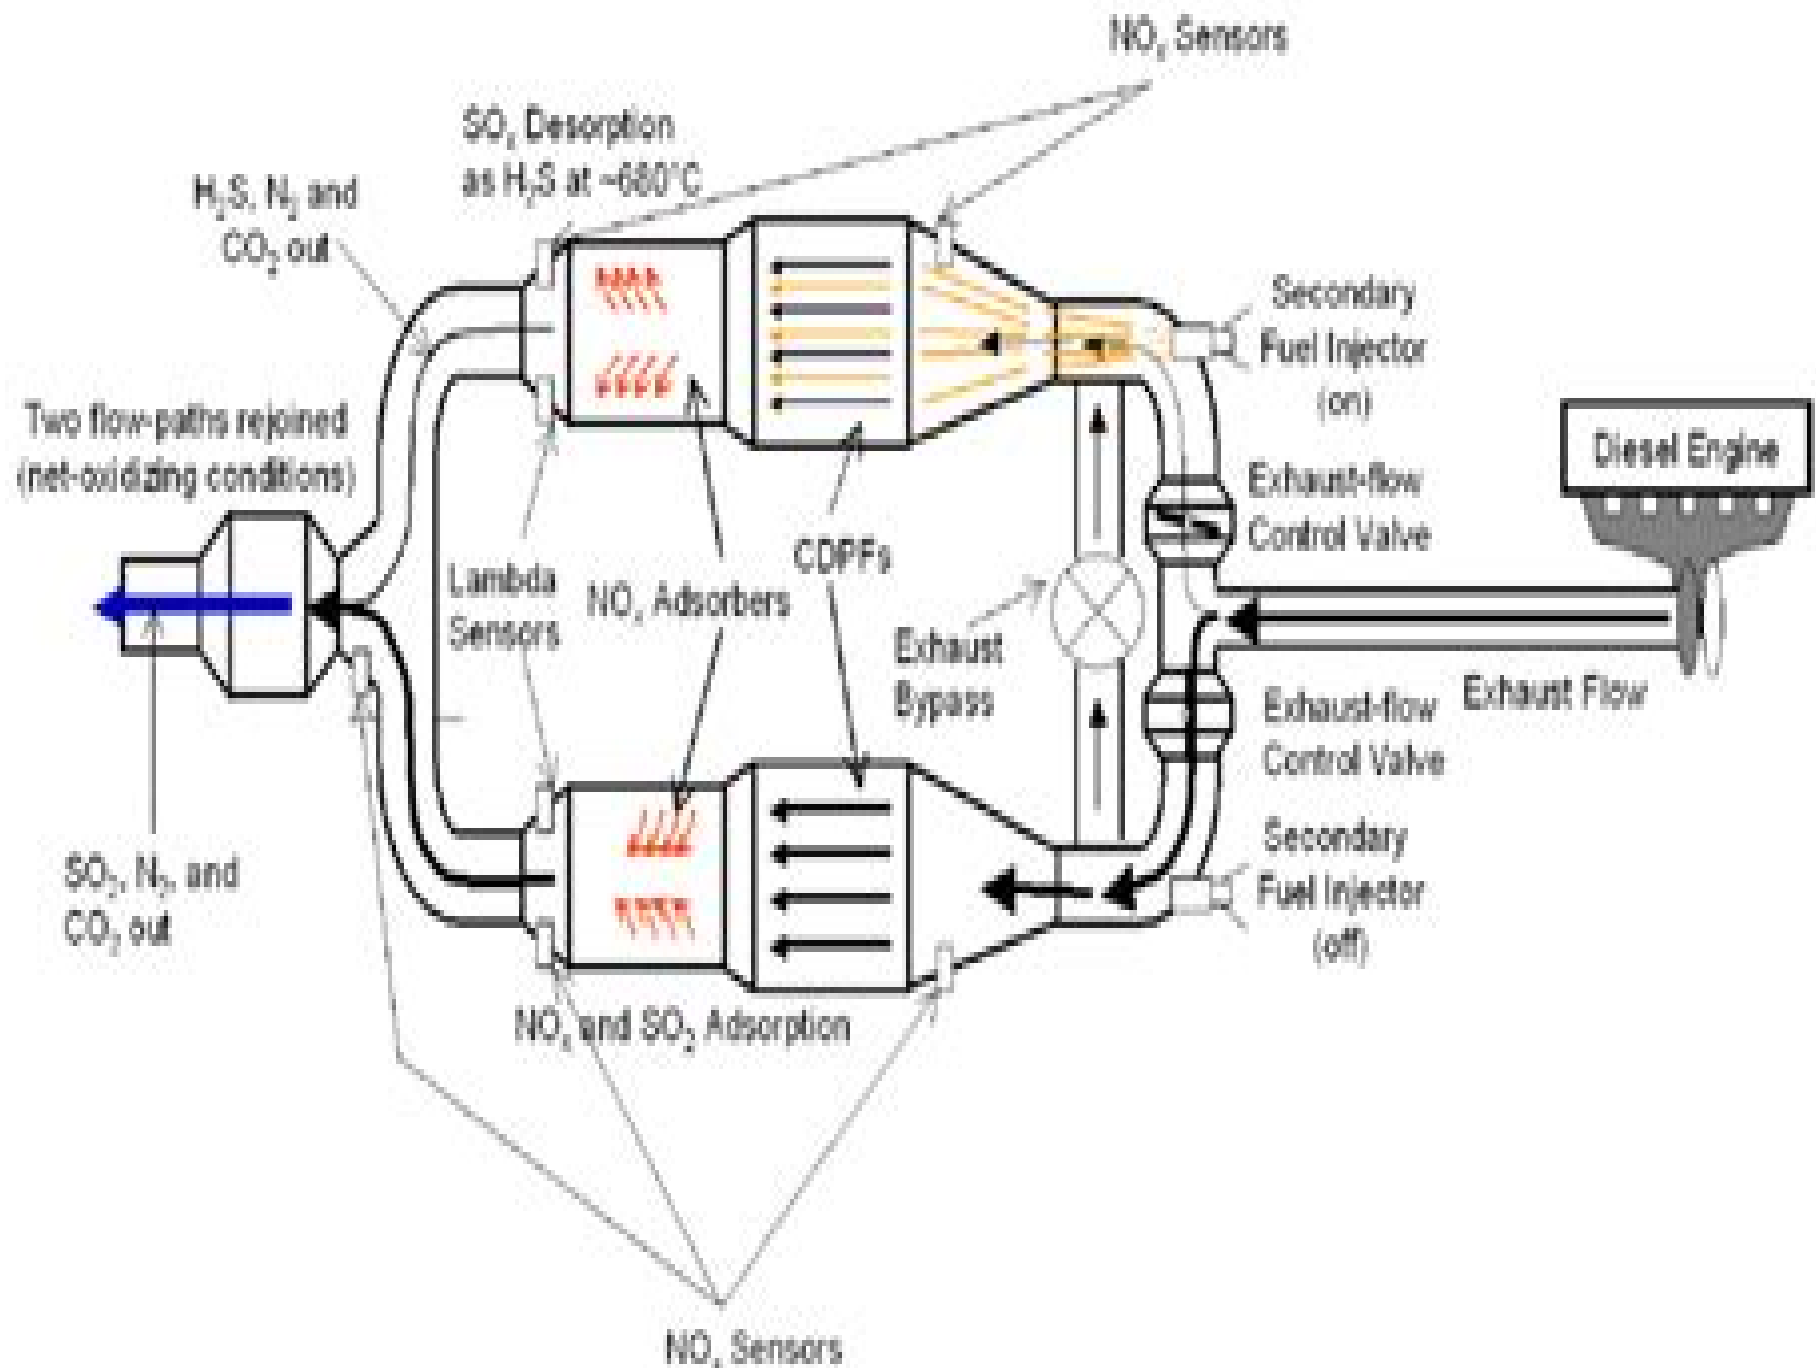 NOₓ Sensors
SOₓ Desorption
as H₂S at ~680°C
H₂S, N₂ and
CO₂ out
Secondary
Fuel Injector
(on)
Two flow-paths rejoined
(net-oxidizing conditions)
Diesel Engine
Exhaust-flow
Control Valve
CDPFs
Lambda
Sensors
NOₓ Adsorbers
Exhaust
Bypass
Exhaust Flow
Exhaust-flow
Control Valve
SO₂, N₂, and
CO₂ out
Secondary
Fuel Injector
(off)
NOₓ and SO₂ Adsorption
NOₓ Sensors